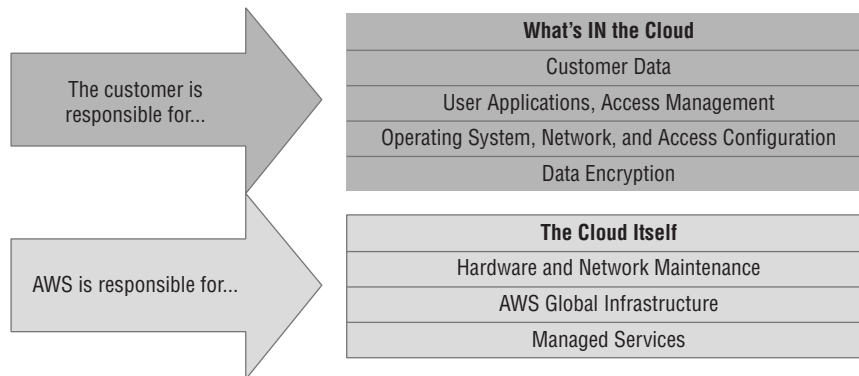 The customer is
responsible for...
What's IN the Cloud
Customer Data
User Applications, Access Management
Operating System, Network, and Access Configuration
Data Encryption
AWS is responsible for...
The Cloud Itself
Hardware and Network Maintenance
AWS Global Infrastructure
Managed Services